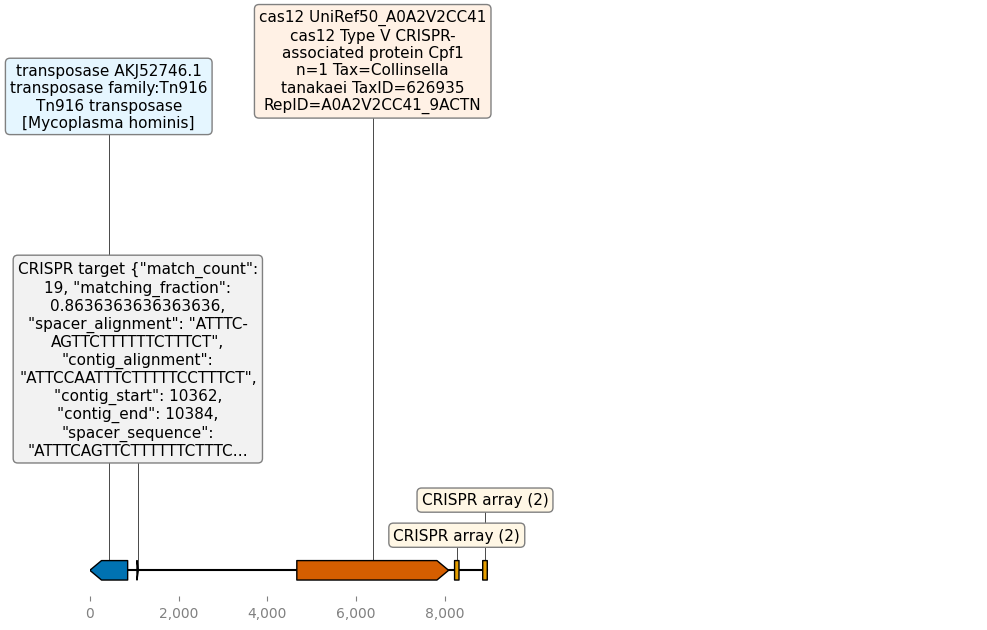 cas12 UniRef50_A0A2V2CC41
cas12 Type V CRISPR-
associated protein Cpf1
n=1 Tax=Collinsella
tanakaei TaxID=626935
RepID=A0A2V2CC41_9ACTN
transposase AKJ52746.1
transposase family:Tn916
Tn916 transposase
[Mycoplasma hominis]
CRISPR target {"match_count":
19, "matching_fraction":
0.8636363636363636,
"spacer_alignment": "ATTTC-
AGTTCTTTTTTCTTTCT",
"contig_alignment":
"ATTCCAATTTCTTTTTCCTTTCT",
"contig_start": 10362,
"contig_end": 10384,
"spacer_sequence":
"ATTTCAGTTCTTTTTTCTTTC...
CRISPR array (2)
CRISPR array (2)
0 2,000 4,000 6,000 8,000